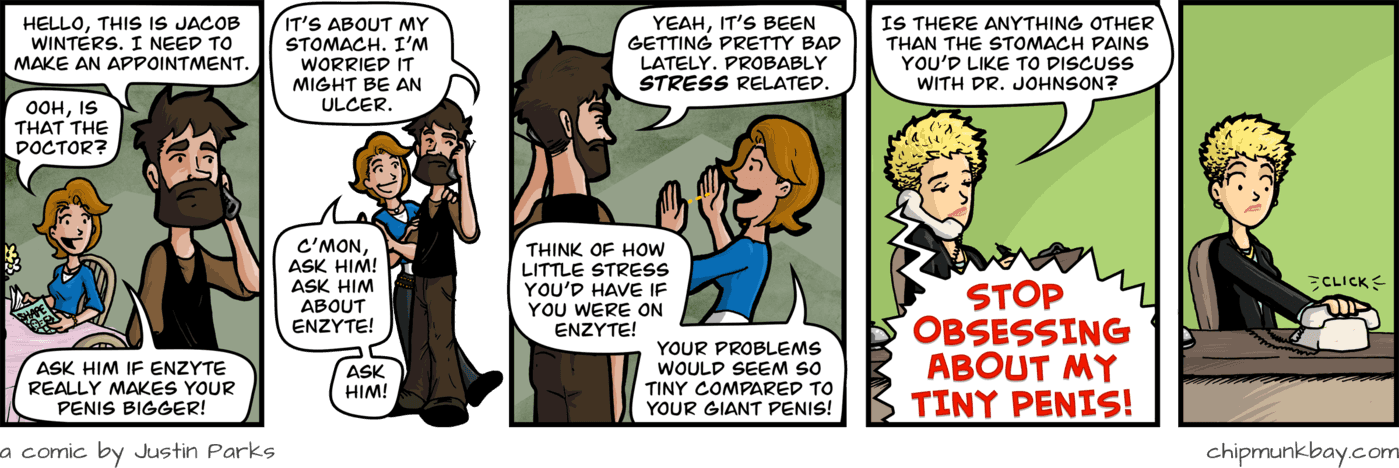 HELLO, THIS IS JACOB
WINTERS. I NEED TO
MAKE AN APPOINTMENT.
OOH, IS
THAT THE
DOCTOR?
SHAPE
ASK HIM IF ENZYTE
REALLY MAKES YOUR
PENIS BIGGER!
IT'S ABOUT MY
STOMACH. I'M
WORRIED IT
MIGHT BE AN
ULCER.
C'MON,
ASK HIM!
ASK HIM
ABOUT
ENZYTE!
ASK
HIM!
YEAH, IT'S BEEN
GETTING PRETTY BAD
LATELY. PROBABLY
STRESS RELATED.
THINK OF HOW
LITTLE STRESS
YOU'D HAVE IF
YOU WERE ON
ENZYTE!
YOUR PROBLEMS
WOULD SEEM SO
TINY COMPARED TO
YOUR GIANT PENIS!
IS THERE ANYTHING OTHER
THAN THE STOMACH PAINS
YOU'D LIKE TO DISCUSS
WITH DR. JOHNSON?
STOP
OBSESSING
ABOUT MY
TINY PENIS!
CLICK
a comic by Justin Parks
chipmunkbay.com